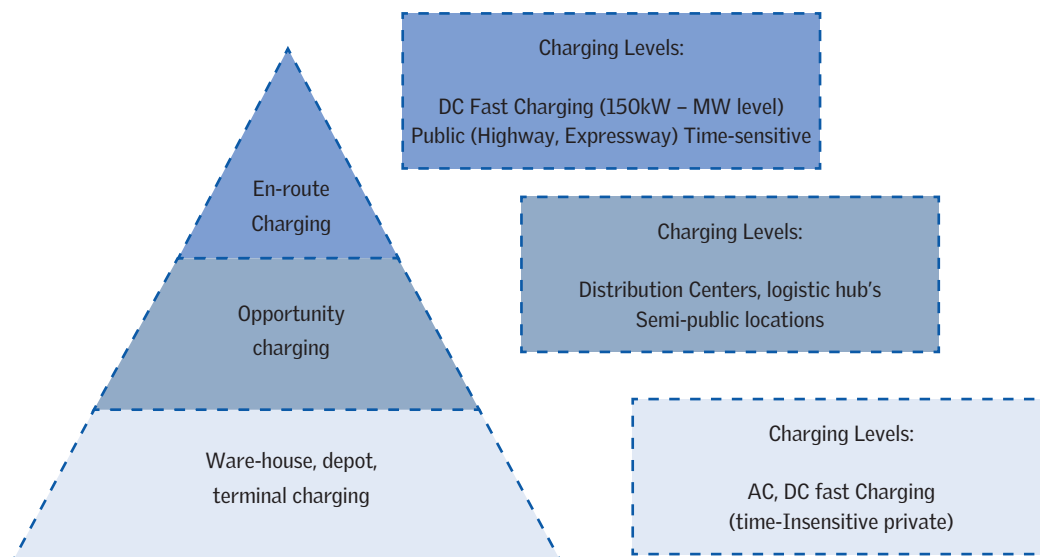 Charging Levels:
DC Fast Charging (150kW – MW level)
Public (Highway, Expressway) Time-sensitive
En-route
Charging
Charging Levels:
Distribution Centers, logistic hub's
Semi-public locations
Opportunity
charging
Charging Levels:
AC, DC fast Charging
(time-Insensitive private)
Ware-house, depot,
terminal charging